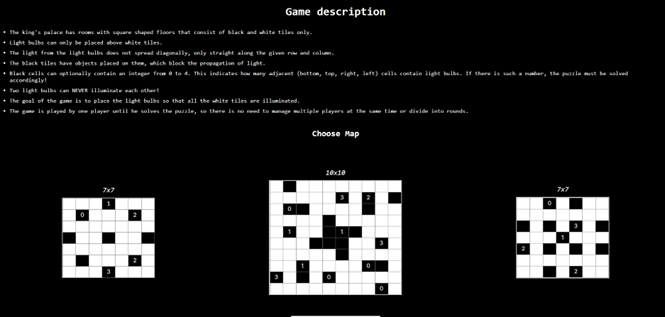 Game description
• The king's palace has rooms with square shaped floors that consist of black and white tiles only.
• Light bulbs can only be placed above white tiles.
• The light from the light bulbs does not spread diagonally, only straight along the given row and column.
• The black tiles have objects placed on them, which block the propagation of light.
• Black cells can optionally contain an integer from 0 to 4. This indicates how many adjacent (bottom, top, right, left) cells contain light bulbs. If there is such a number, the puzzle must be solved
accordingly!
• Two light bulbs can NEVER illuminate each other!
• The goal of the game is to place the light bulbs so that all the white tiles are illuminated.
• The game is played by one player until he solves the puzzle, so there is no need to manage multiple players at the same time or divide into rounds.
Choose Map
7x7
1
0 2
2
3
10x10
3 2
0
1 1
3
1 0
3 0
0
7x7
0
3
1
2
2